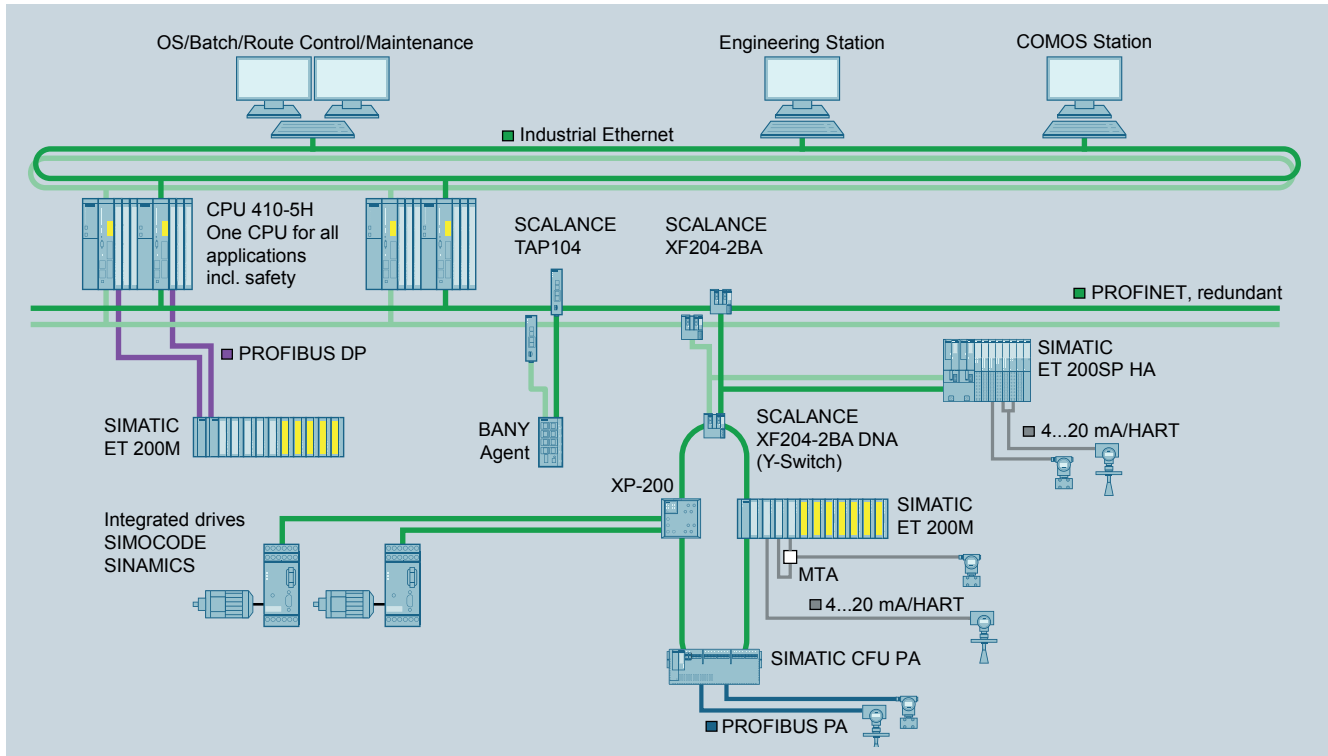 OS/Batch/Route Control/Maintenance
Engineering Station
COMOS Station
Industrial Ethernet
CPU 410-5H
One CPU for all
applications
incl. safety
SCALANCE
TAP104
SCALANCE
XF204-2BA
PROFINET, redundant
PROFIBUS DP
SIMATIC
ET 200SP HA
SIMATIC
ET 200M
BANY
Agent
SCALANCE
XF204-2BA DNA
(Y-Switch)
4...20 mA/HART
XP-200
SIMATIC
ET 200M
Integrated drives
SIMOCODE
SINAMICS
MTA
4...20 mA/HART
SIMATIC CFU PA
PROFIBUS PA